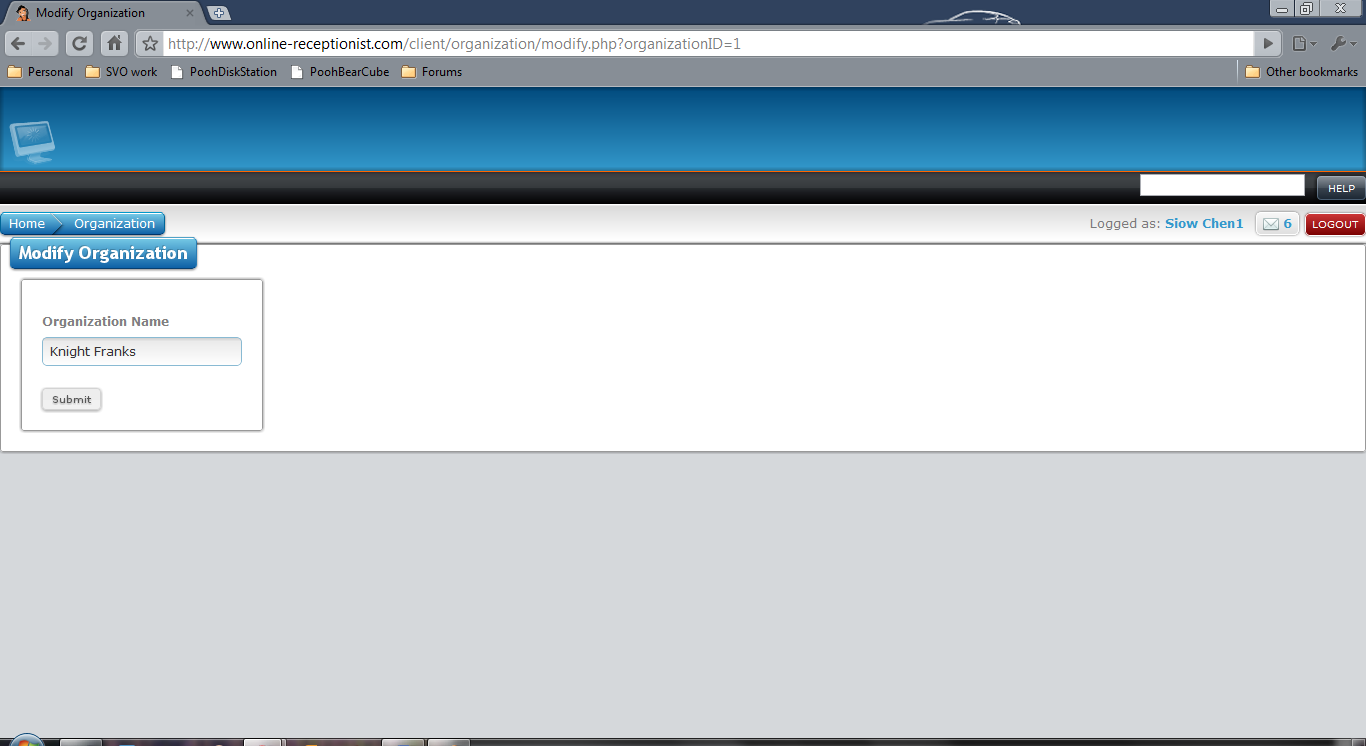 Modify Organization
http://www.online-receptionist.com/client/organization/modify.php?organizationID=1
Personal SVO work PoohDiskStation PoohBearCube Forums Other bookmarks
HELP
Home Organization Logged as: Siow Chen1 6 LOGOUT
Modify Organization
Organization Name
Knight Franks
Submit